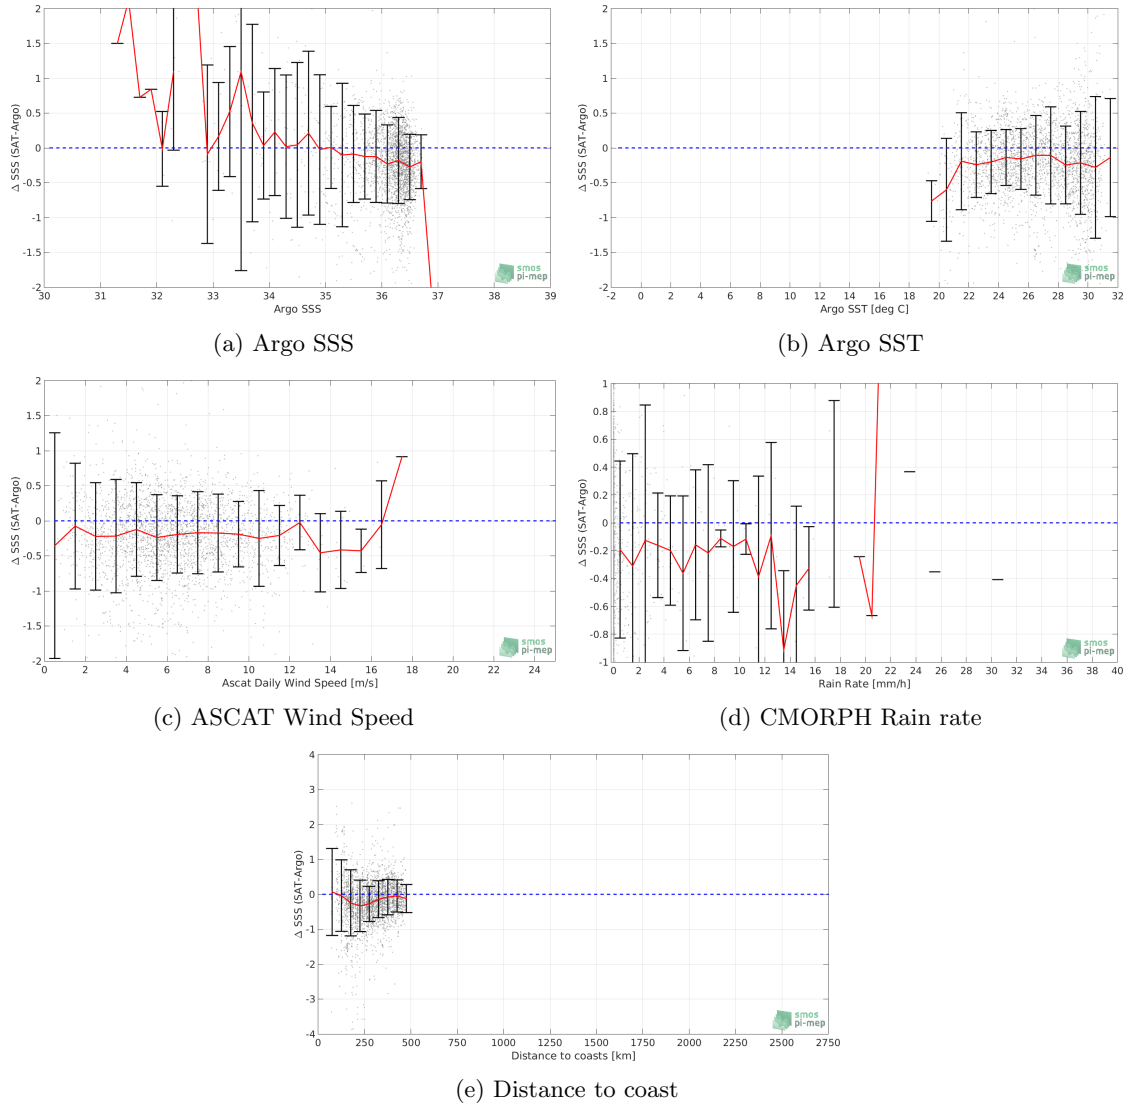 2
1.5
1
0.5
0
-0.5
-1
-1.5
-2
Δ SSS (SAT-Argo)
30 31 32 33 34 35 36 37 38 39
Argo SSS
smos
pi-mep
(a) Argo SSS
2
1.5
1
0.5
0
-0.5
-1
-1.5
-2
Δ SSS (SAT-Argo)
-2 0 2 4 6 8 10 12 14 16 18 20 22 24 26 28 30 32
Argo SST [deg C]
smos
pi-mep
(b) Argo SST
2
1.5
1
0.5
0
-0.5
-1
-1.5
-2
Δ SSS (SAT-Argo)
0 2 4 6 8 10 12 14 16 18 20 22 24
Ascat Daily Wind Speed [m/s]
smos
pi-mep
(c) ASCAT Wind Speed
1
0.8
0.6
0.4
0.2
0
-0.2
-0.4
-0.6
-0.8
-1
Δ SSS (SAT-Argo)
0 2 4 6 8 10 12 14 16 18 20 22 24 26 28 30 32 34 36 38 40
Rain Rate [mm/h]
smos
pi-mep
(d) CMORPH Rain rate
4
3
2
1
0
-1
-2
-3
-4
Δ SSS (SAT-Argo)
0 250 500 750 1000 1250 1500 1750 2000 2250 2500 2750
Distance to coasts [km]
smos
pi-mep
(e) Distance to coast